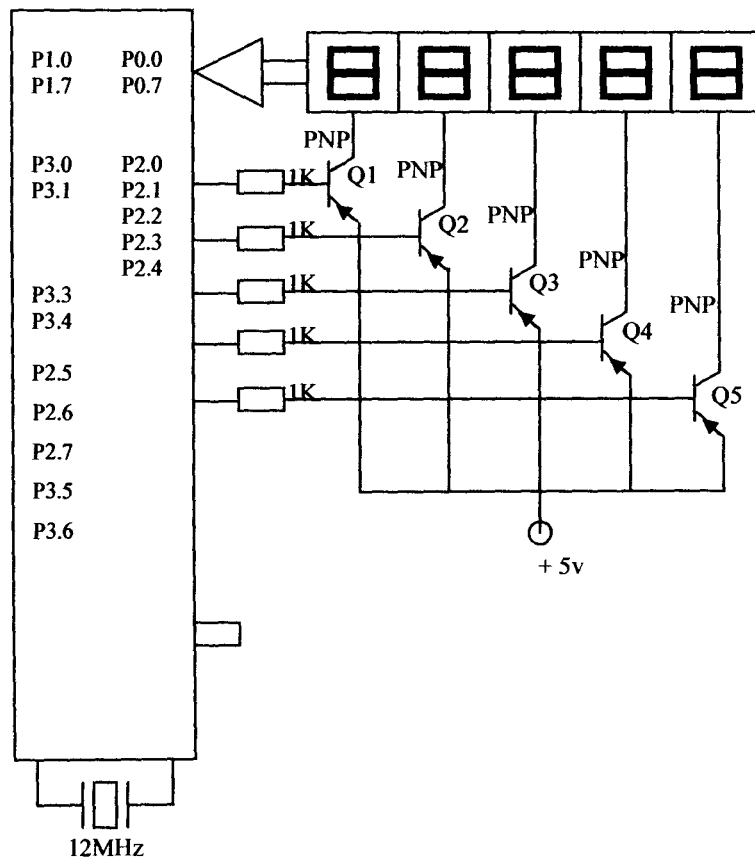 P1.0 P0.0
P1.7 P0.7
PNP
P3.0 P2.0
P3.1 P2.1
1K
Q1
PNP
P2.2
1K
Q2
PNP
P2.3
P2.4
P3.3
1K
Q3
PNP
P3.4
1K
Q4
PNP
P2.5
1K
Q5
P2.6
P2.7
P3.5
P3.6
+ 5v
12MHz